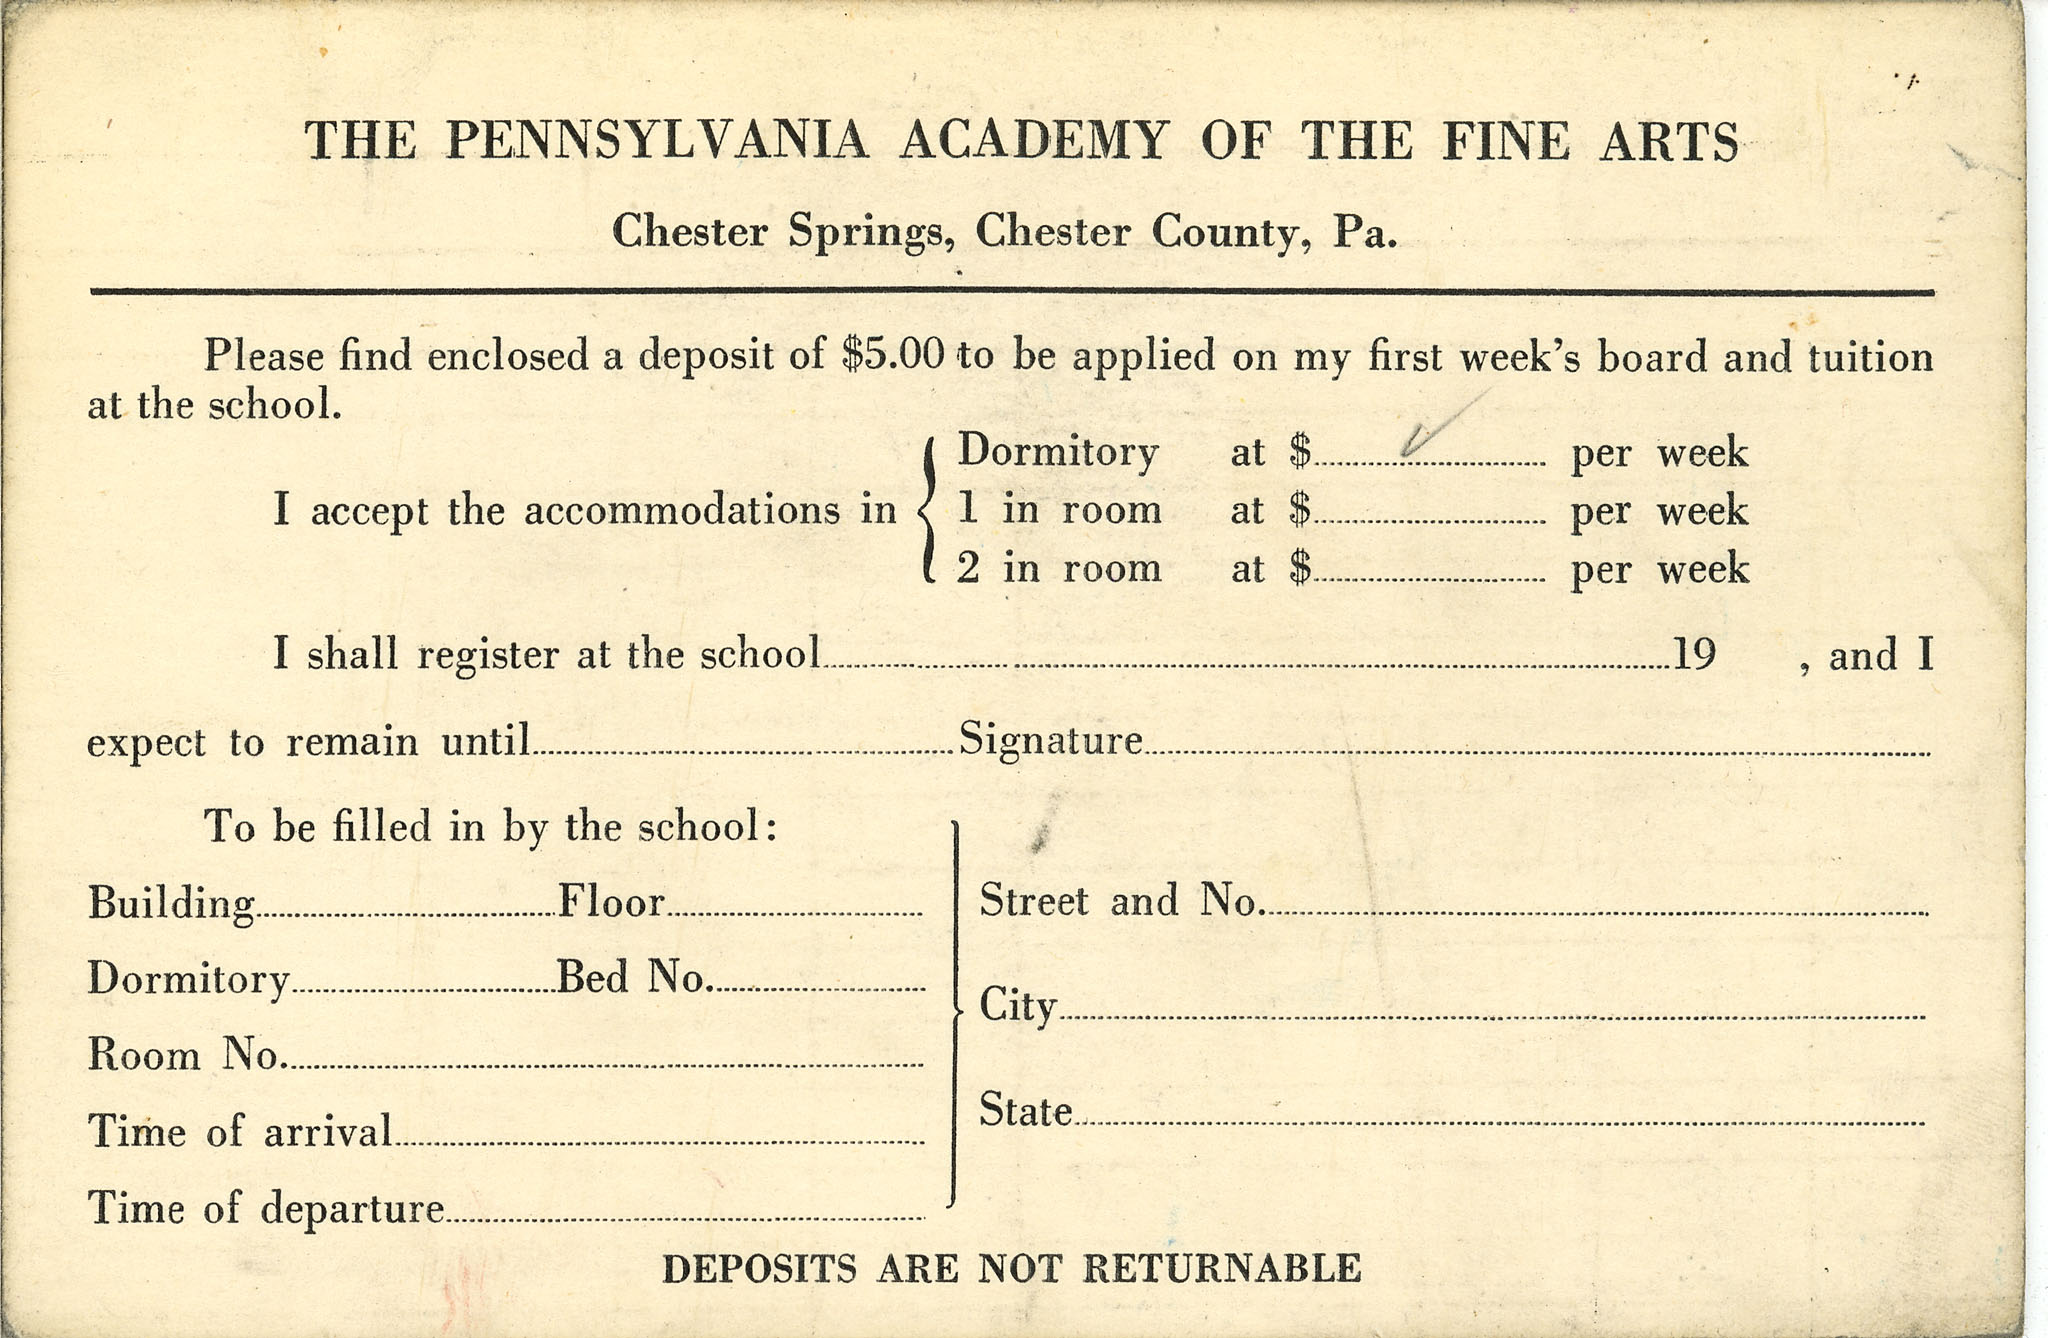 THE PENNSYLVANIA ACADEMY OF THE FINE ARTS
Chester Springs, Chester County, Pa.
Please find enclosed a deposit of $5.00 to be applied on my first week's board and tuition
at the school.
Dormitory at $ ✓ per week
I accept the accommodations in { 1 in room at $ per week
2 in room at $ per week
I shall register at the school 19 , and I
expect to remain until Signature
To be filled in by the school:
Building Floor
Dormitory Bed No.
Room No.
Time of arrival
Time of departure
Street and No.
City
State
DEPOSITS ARE NOT RETURNABLE